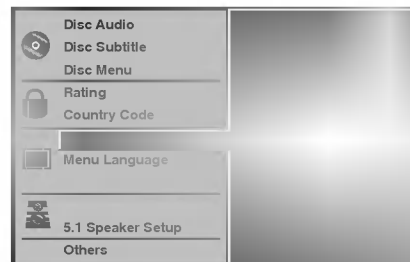 Disc Audio
Disc Subtitle
Disc Menu
Rating
Country Code
Menu Language
5.1 Speaker Setup
Others